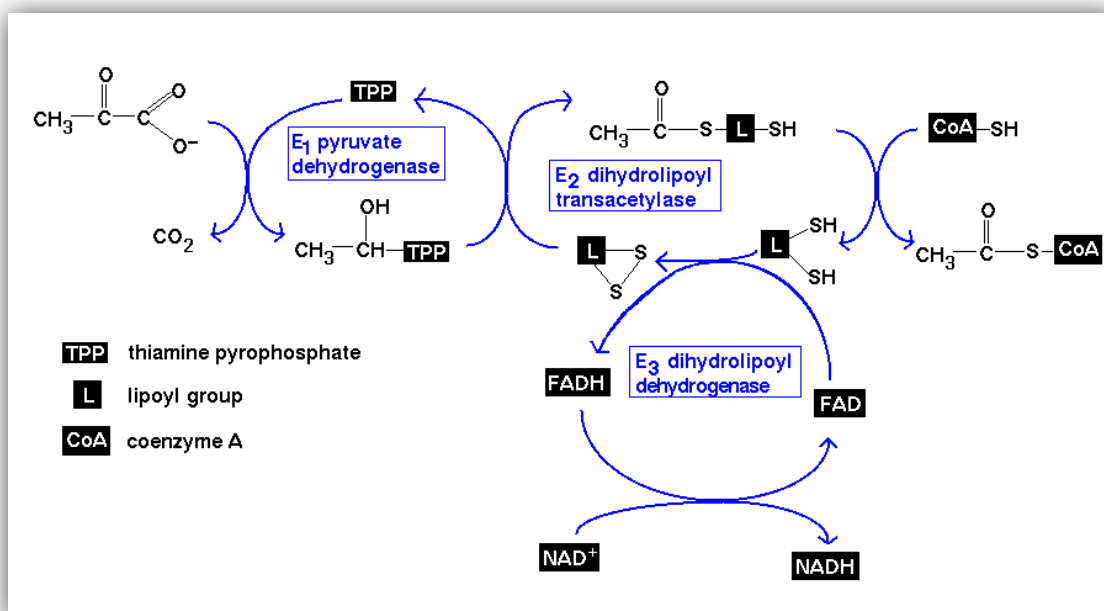 O
O
TPP
CH3 C C
O
O−
E1 pyruvate
dehydrogenase
CH3 C S L SH
CoA SH
E2 dihydrolipoyl
transacetylase
OH
CO2
CH3 CH TPP
L S
S
L SH
SH
O
CH3 C S CoA
TPP thiamine pyrophosphate
L lipoyl group
CoA coenzyme A
E3 dihydrolipoyl
dehydrogenase
FADH
FAD
NAD+
NADH